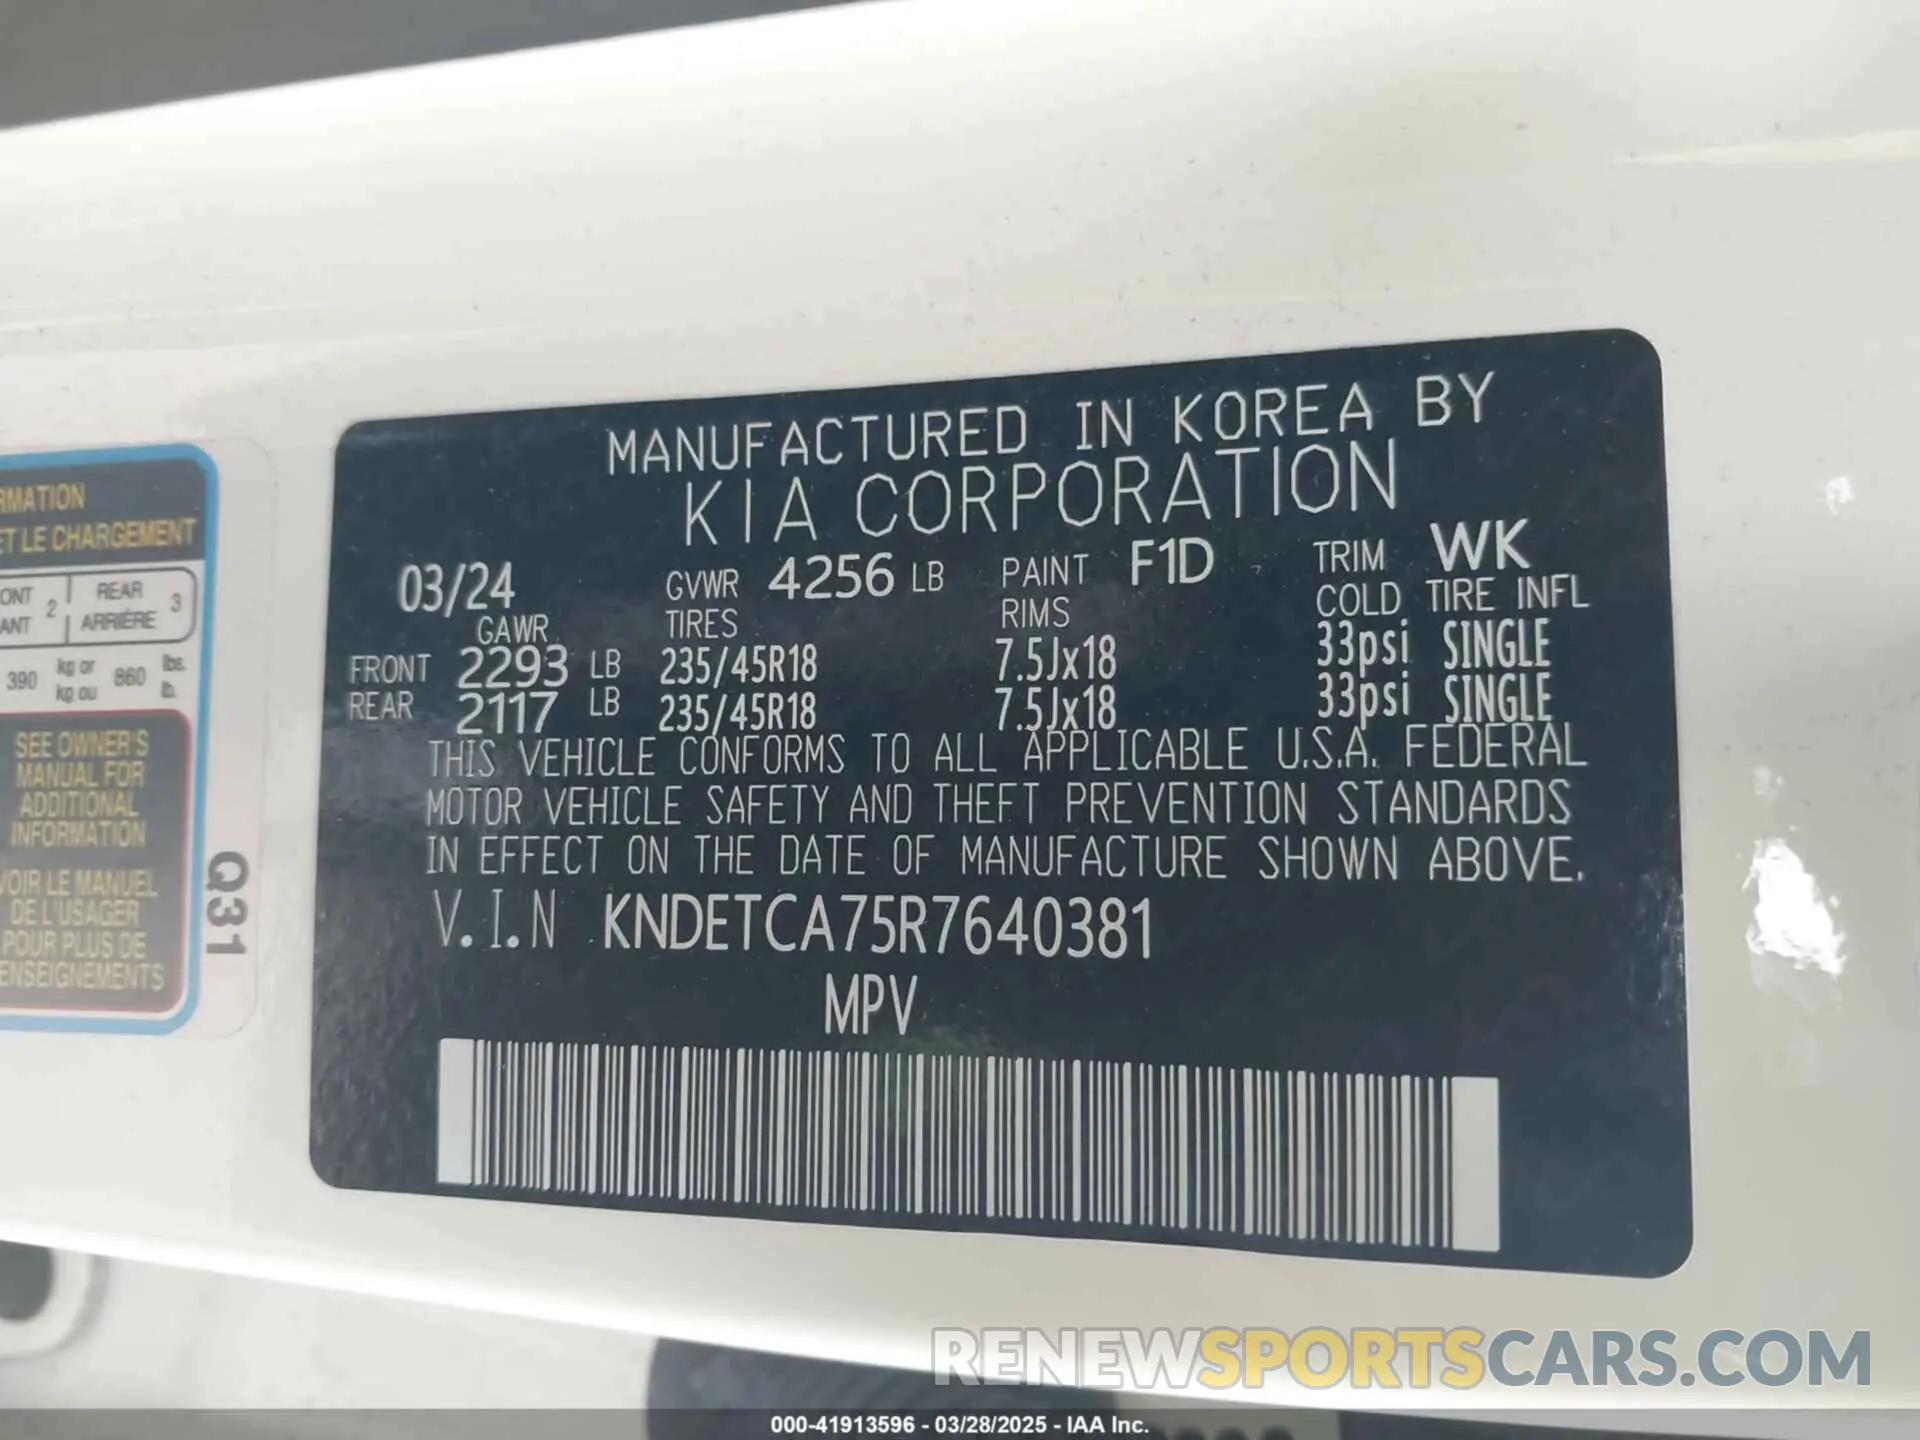 RMATION
ET LE CHARGEMENT
ONT 2 REAR 3
ANT ARRIÈRE
390 kg or 860 lbs.
kg ou lb.
SEE OWNER'S
MANUAL FOR
ADDITIONAL
INFORMATION
VOIR LE MANUEL
DE L'USAGER
POUR PLUS DE
ENSEIGNEMENTS
Q31
MANUFACTURED IN KOREA BY
KIA CORPORATION
03/24 GVWR 4256 LB PAINT F1D TRIM WK
GAWR TIRES RIMS COLD TIRE INFL
FRONT 2293 LB 235/45R18 7.5Jx18 33psi SINGLE
REAR 2117 LB 235/45R18 7.5Jx18 33psi SINGLE
THIS VEHICLE CONFORMS TO ALL APPLICABLE U.S.A. FEDERAL
MOTOR VEHICLE SAFETY AND THEFT PREVENTION STANDARDS
IN EFFECT ON THE DATE OF MANUFACTURE SHOWN ABOVE.
V.I.N KNDETCA75R7640381
MPV
RENEWSPORTSCARS.COM
000-41913596 - 03/28/2025 - IAA Inc.